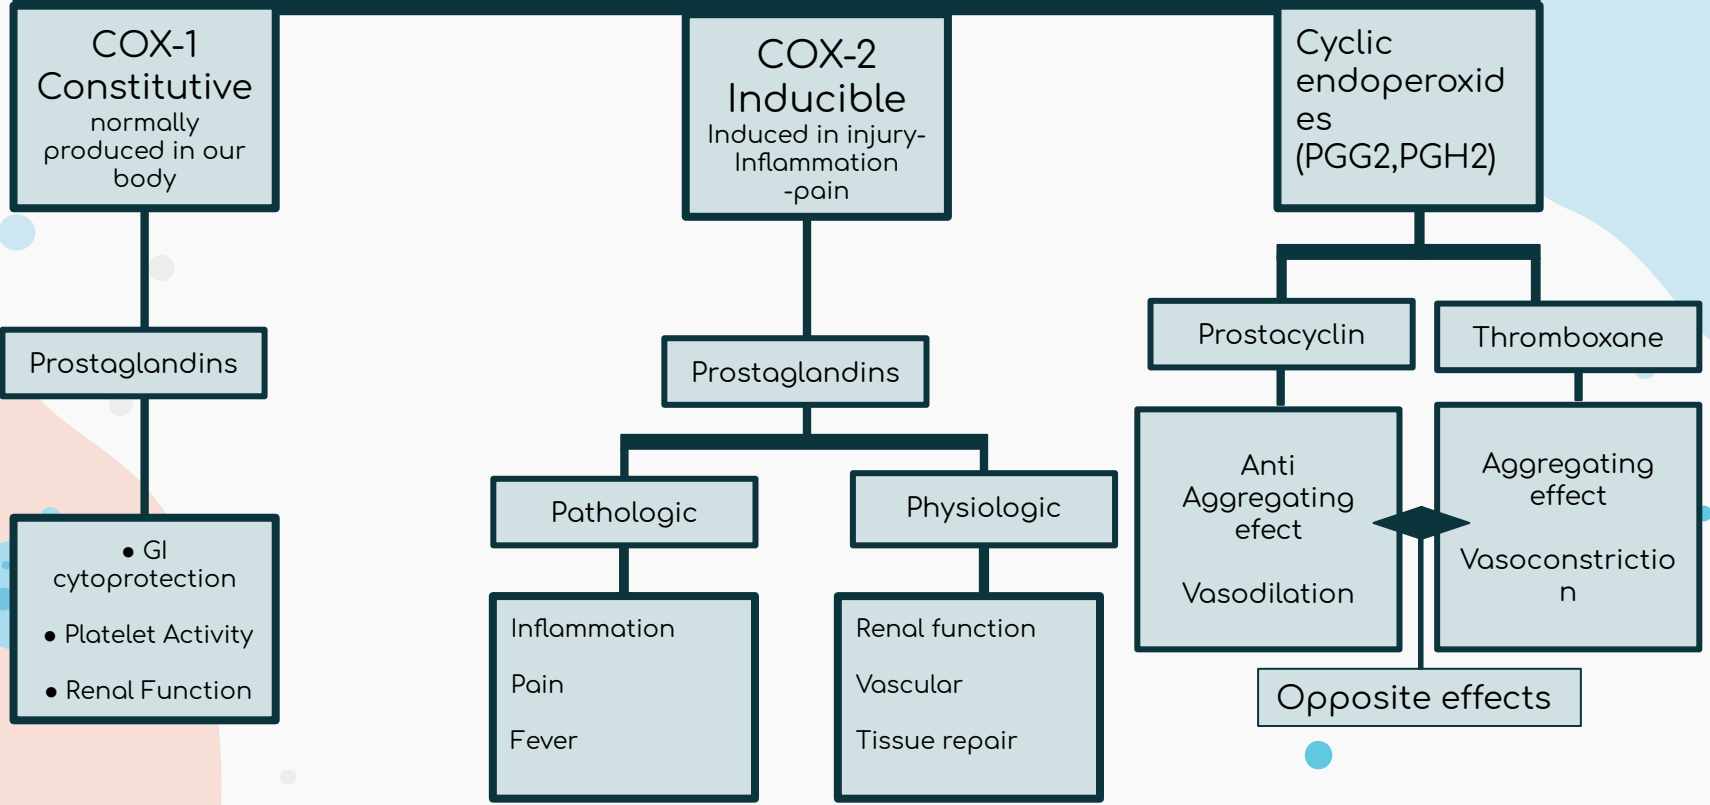 COX-1
Constitutive
normally
produced in our
body
COX-2
Inducible
Induced in injury-
Inflammation
-pain
Cyclic
endoperoxid
es
(PGG2,PGH2)
Prostaglandins
Prostaglandins
Prostacyclin
Thromboxane
● GI
cytoprotection
● Platelet Activity
● Renal Function
Pathologic
Physiologic
Inflammation
Pain
Fever
Renal function
Vascular
Tissue repair
Anti
Aggregating
efect
Vasodilation
Aggregating
effect
Vasoconstrictio
n
Opposite effects